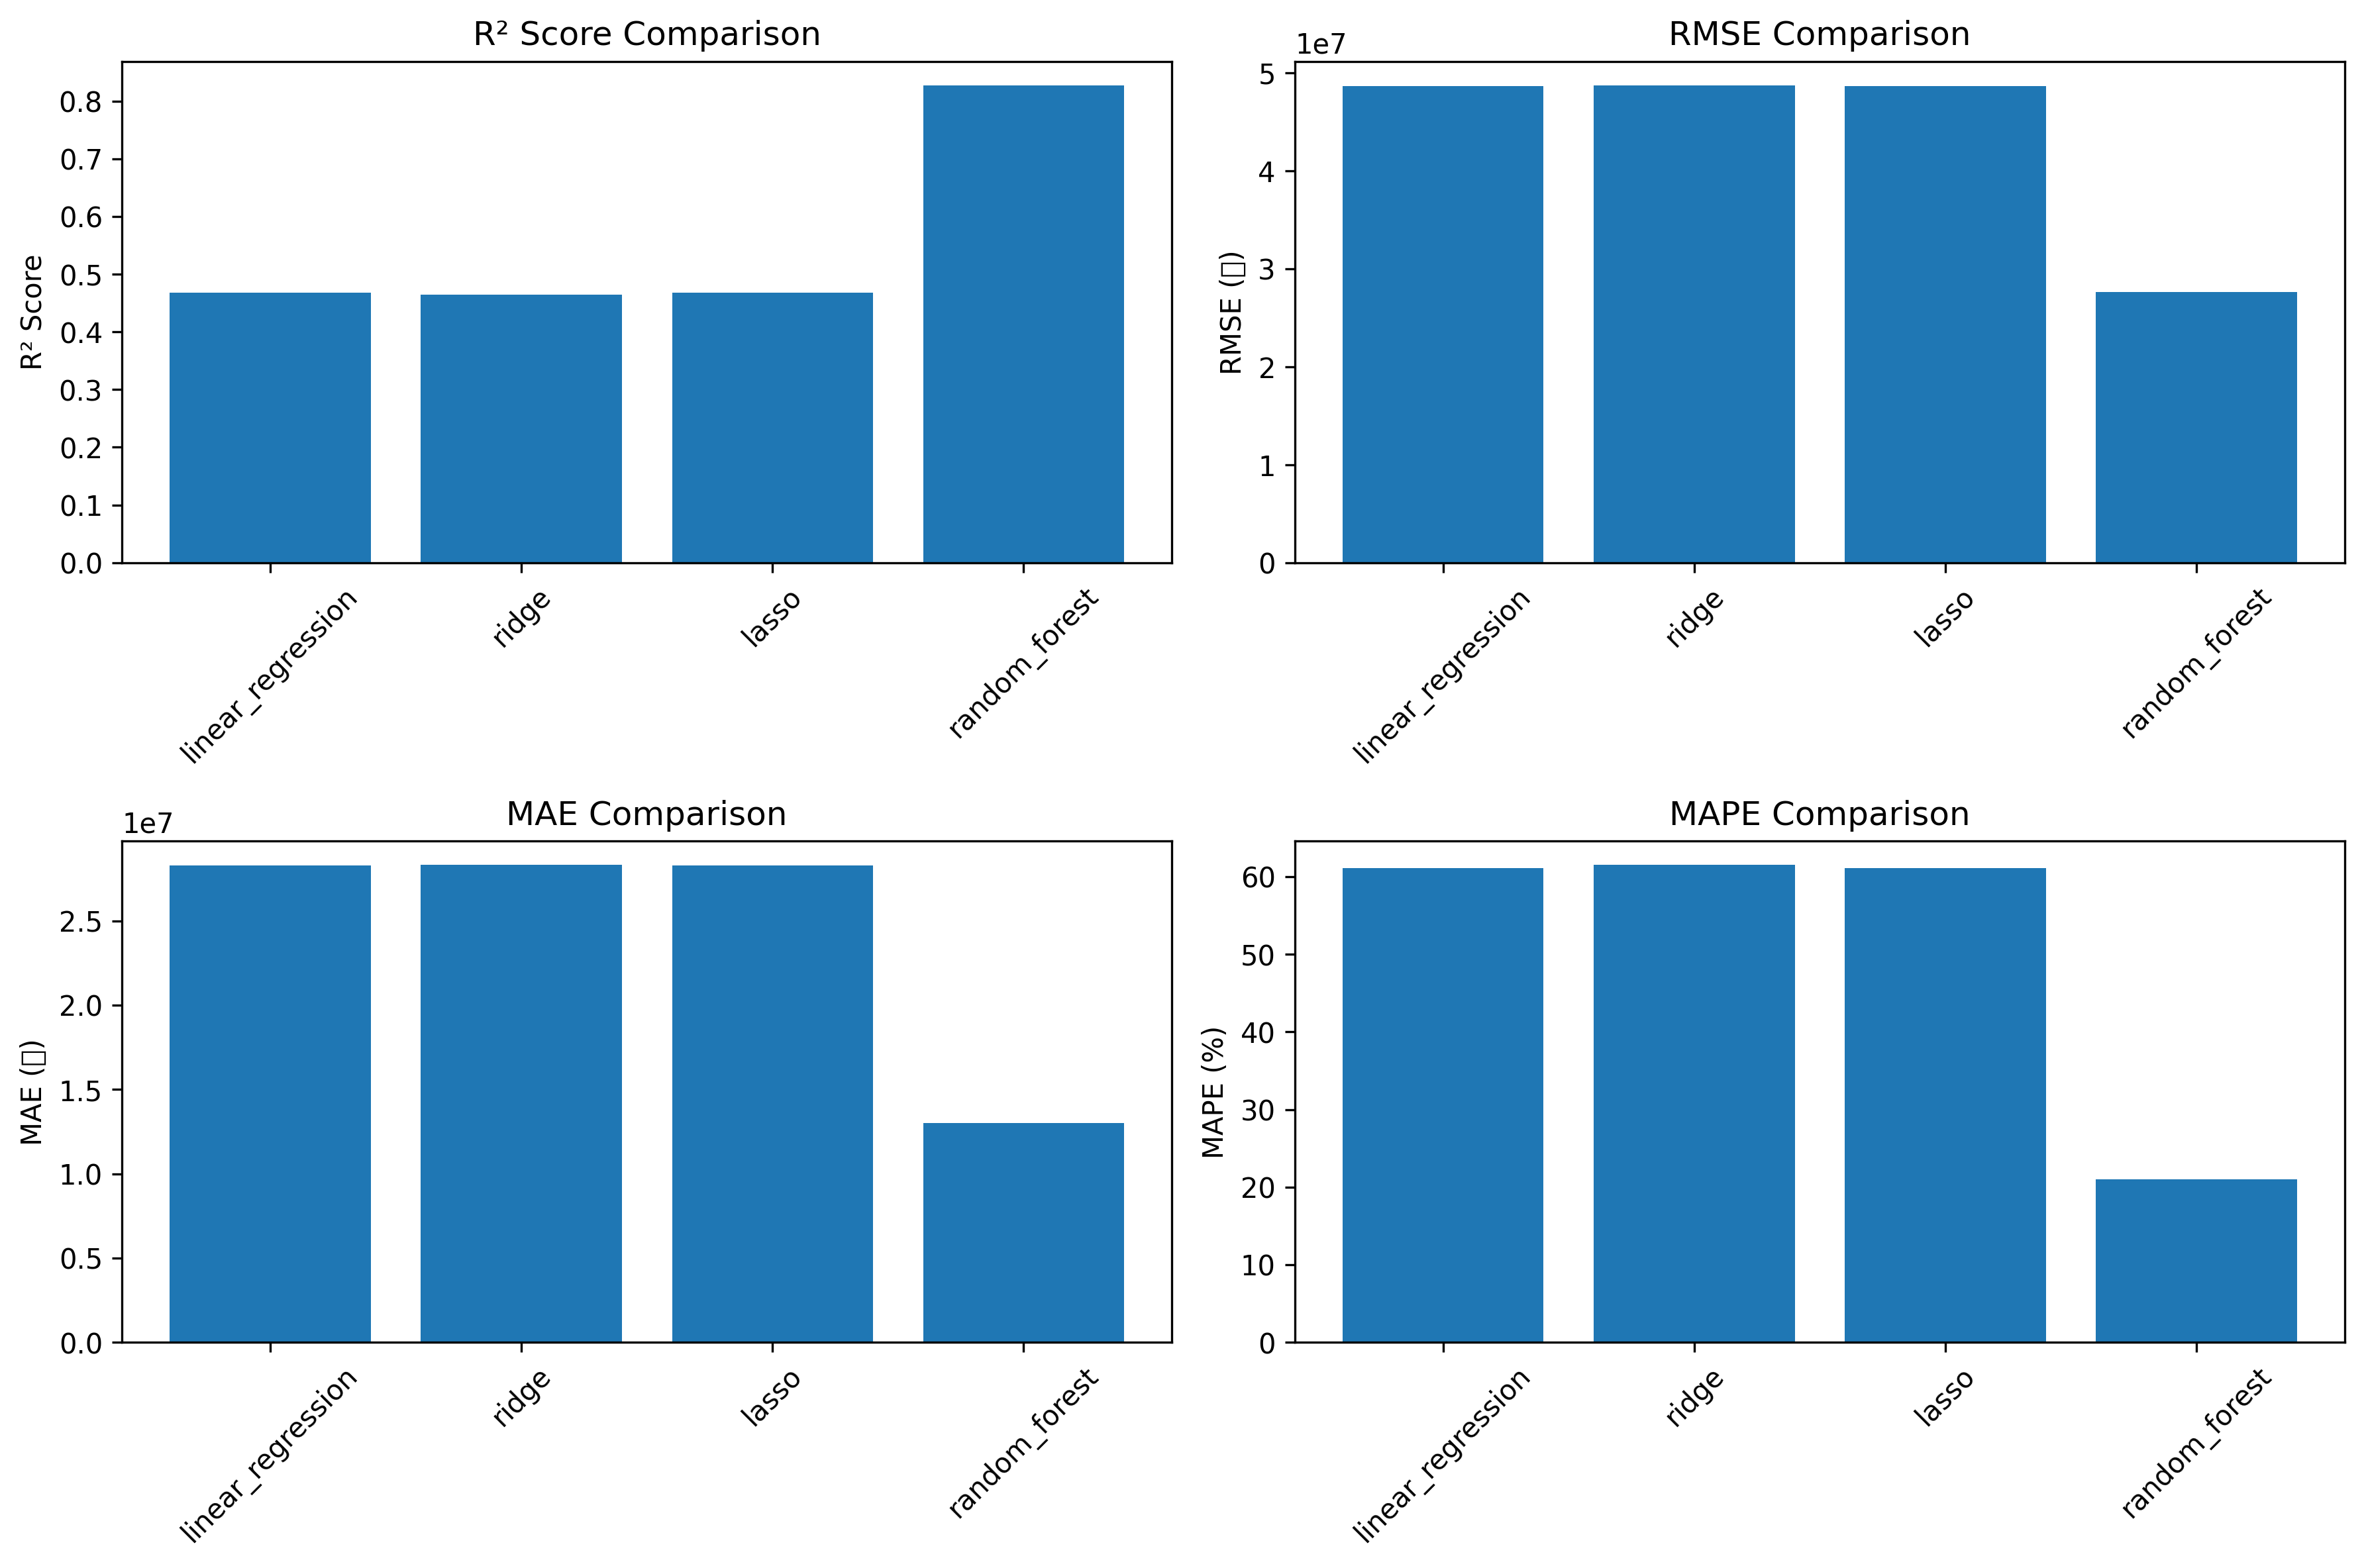 R² Score Comparison
R² Score
0.8
0.7
0.6
0.5
0.4
0.3
0.2
0.1
0.0
linear_regression
ridge
lasso
random_forest
RMSE Comparison
1e7
RMSE (▯)
5
4
3
2
1
0
linear_regression
ridge
lasso
random_forest
MAE Comparison
1e7
MAE (▯)
2.5
2.0
1.5
1.0
0.5
0.0
linear_regression
ridge
lasso
random_forest
MAPE Comparison
MAPE (%)
60
50
40
30
20
10
0
linear_regression
ridge
lasso
random_forest